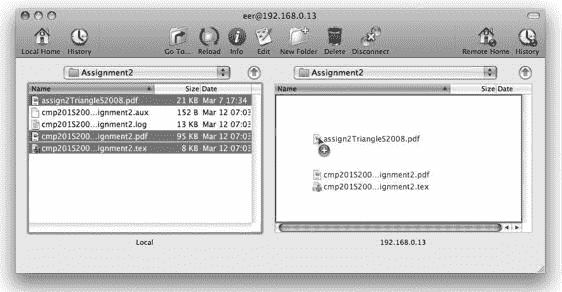 eer@192.168.0.13
Local Home History Go To... Reload Info Edit New Folder Delete Disconnect Remote Home History
Assignment2
Name Size Date
assign2TriangleS2008.pdf 21 KB Mar 7 17:34
cmp201S200...ignment2.aux 152 B Mar 12 07:03
cmp201S200...ignment2.log 13 KB Mar 12 07:03
cmp201S200...ignment2.pdf 95 KB Mar 12 07:03
cmp201S200...ignment2.tex 8 KB Mar 12 07:03
Local
Assignment2
Name Size Date
assign2TriangleS2008.pdf
cmp201S200...ignment2.pdf
cmp201S200...ignment2.tex
192.168.0.13